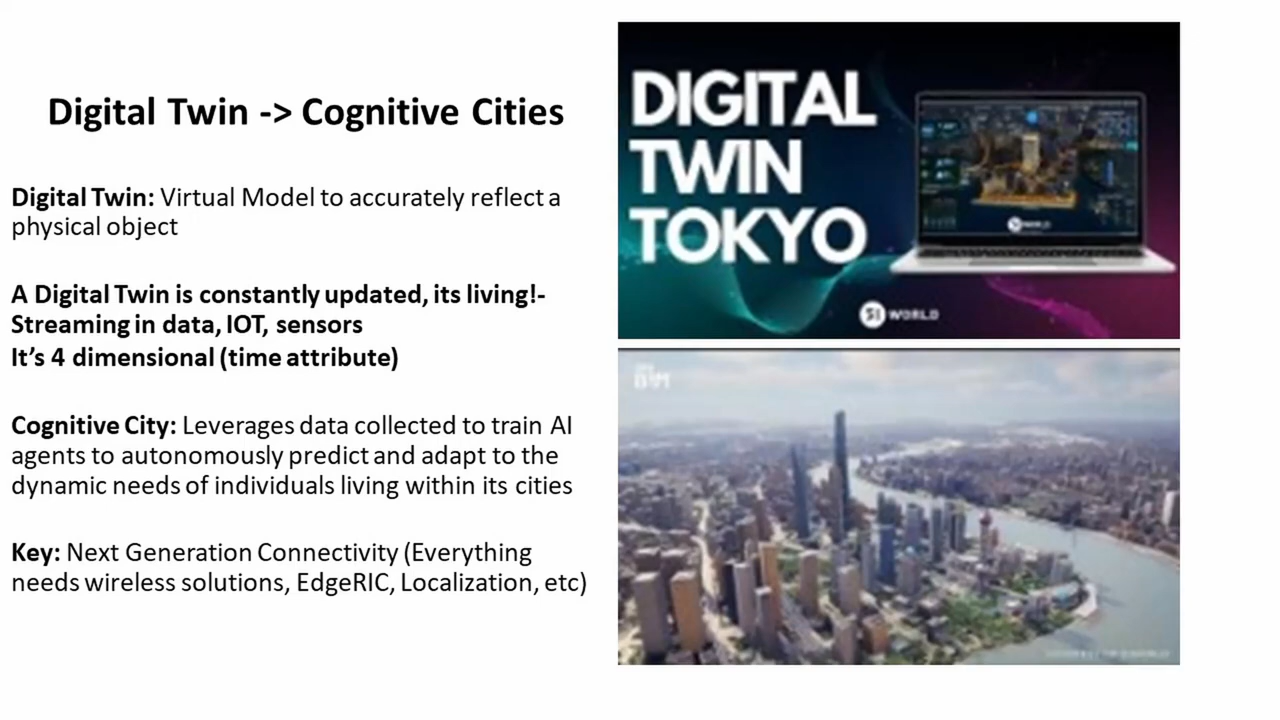 Digital Twin -> Cognitive Cities
Digital Twin: Virtual Model to accurately reflect a
physical object
A Digital Twin is constantly updated, its living!-
Streaming in data, IOT, sensors
It’s 4 dimensional (time attribute)
Cognitive City: Leverages data collected to train AI
agents to autonomously predict and adapt to the
dynamic needs of individuals living within its cities
Key: Next Generation Connectivity (Everything
needs wireless solutions, EdgeRIC, Localization, etc)
DIGITAL
TWIN
TOKYO
WORLD